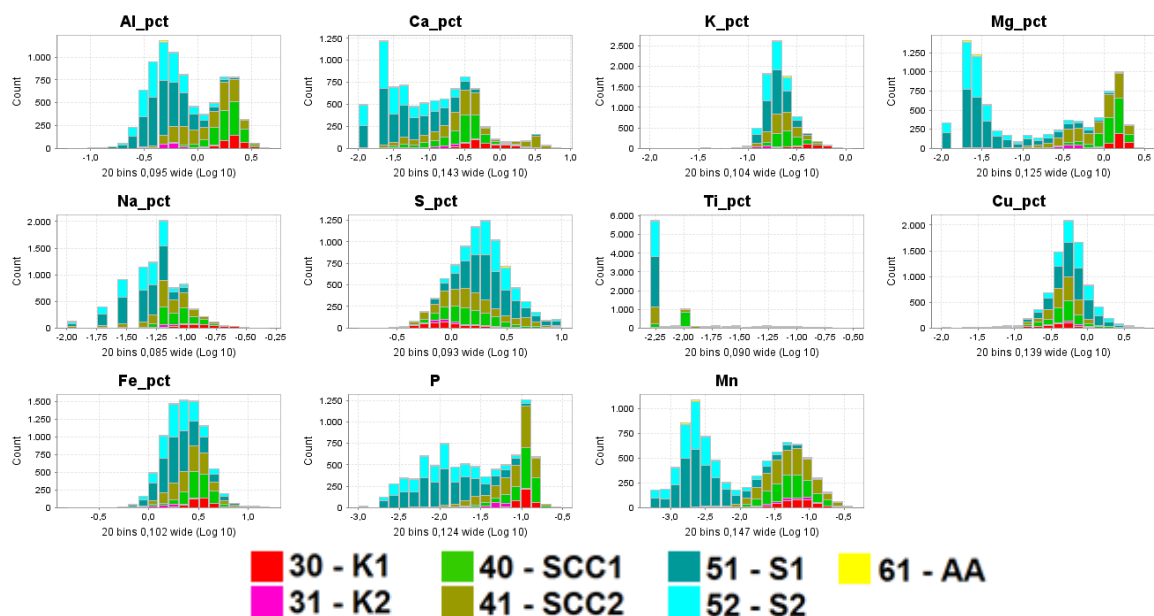 Al_pct
Count
1.000
750
500
250
0
-1,0 -0,5 0,0 0,5
20 bins 0,095 wide (Log 10)
Ca_pct
Count
1.250
1.000
750
500
250
0
-2,0 -1,5 -1,0 -0,5 0,0 0,5 1,0
20 bins 0,143 wide (Log 10)
K_pct
Count
2.500
2.000
1.500
1.000
500
0
-2,0 -1,5 -1,0 -0,5 0,0
20 bins 0,104 wide (Log 10)
Mg_pct
Count
1.250
1.000
750
500
250
0
-2,0 -1,5 -1,0 -0,5 0,0 0,5
20 bins 0,125 wide (Log 10)
Na_pct
Count
2.000
1.500
1.000
500
0
-2,00 -1,75 -1,50 -1,25 -1,00 -0,75 -0,50 -0,25
20 bins 0,085 wide (Log 10)
S_pct
Count
1.250
1.000
750
500
250
0
-0,5 0,0 0,5 1,0
20 bins 0,093 wide (Log 10)
Ti_pct
Count
6.000
5.000
4.000
3.000
2.000
1.000
0
-2,25 -2,00 -1,75 -1,50 -1,25 -1,00 -0,75 -0,50
20 bins 0,090 wide (Log 10)
Cu_pct
Count
2.000
1.500
1.000
500
0
-2,0 -1,5 -1,0 -0,5 0,0 0,5
20 bins 0,139 wide (Log 10)
Fe_pct
Count
1.500
1.250
1.000
750
500
250
0
-0,5 0,0 0,5 1,0
20 bins 0,102 wide (Log 10)
P
Count
1.250
1.000
750
500
250
0
-3,0 -2,5 -2,0 -1,5 -1,0 -0,5
20 bins 0,124 wide (Log 10)
Mn
Count
1.000
750
500
250
0
-3,0 -2,5 -2,0 -1,5 -1,0 -0,5
20 bins 0,147 wide (Log 10)
30 - K1
40 - SCC1
51 - S1
61 - AA
31 - K2
41 - SCC2
52 - S2